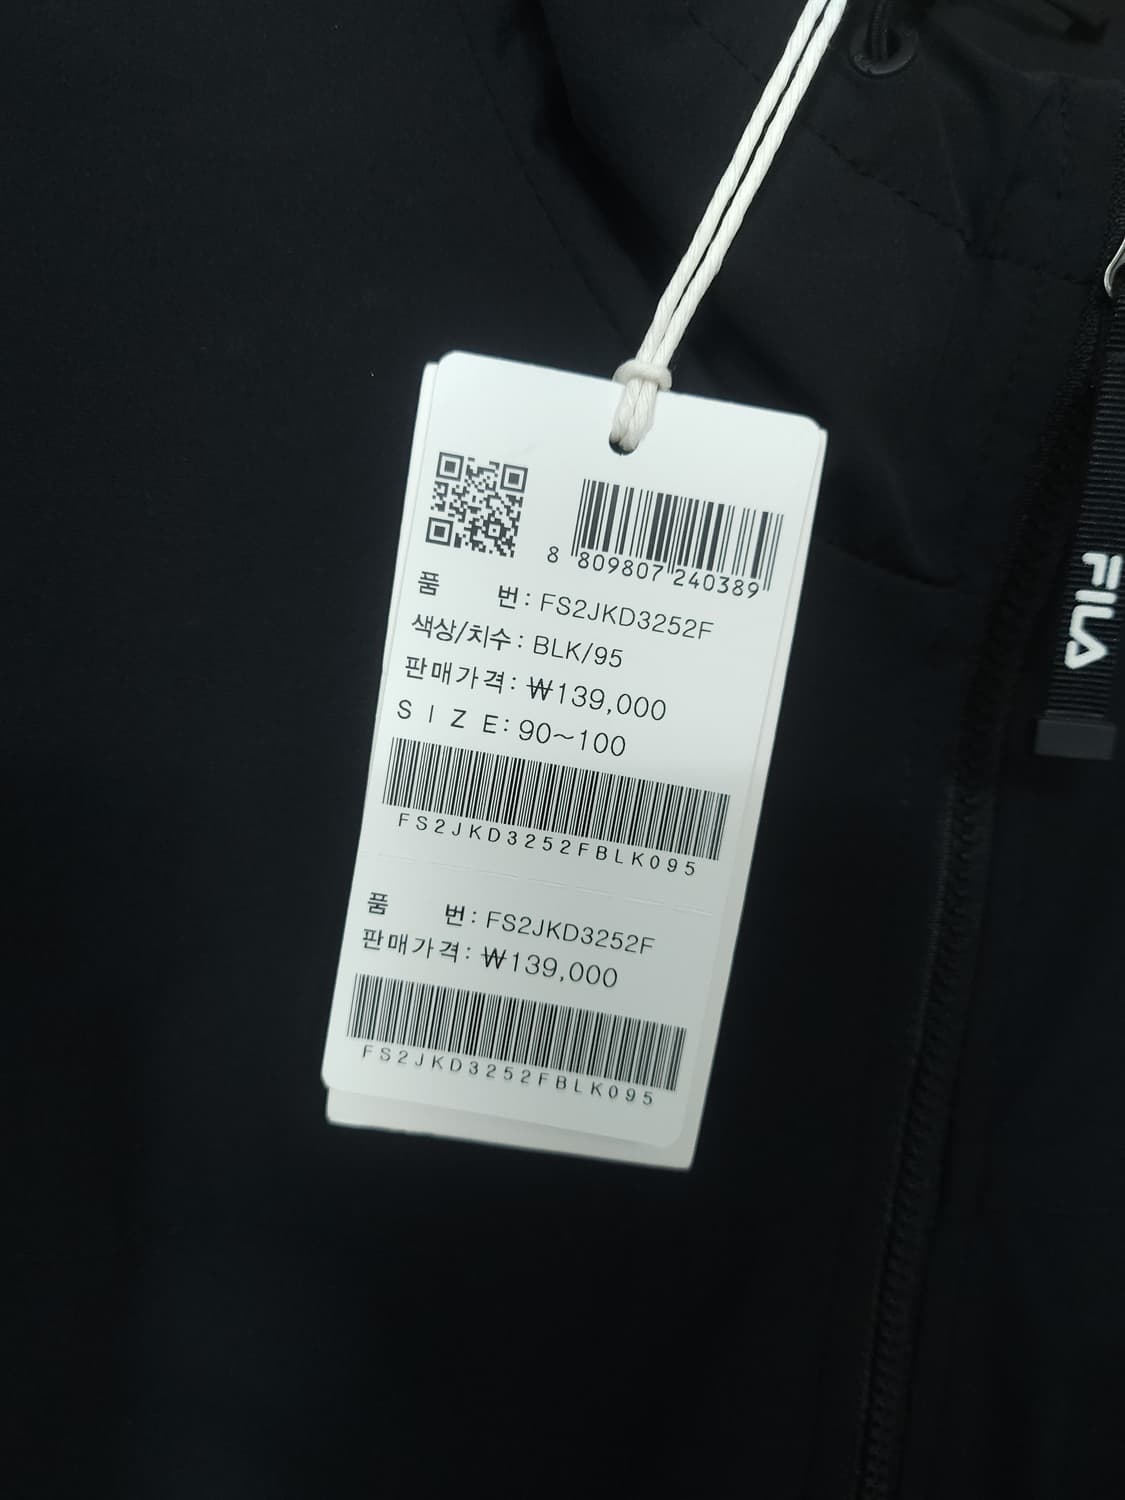 8 809807 240389
품 번: FS2JKD3252F
색상/치수: BLK/95
판매가격: ₩139,000
SIZE: 90~100
FS2JKD3252FBLK095
품 번: FS2JKD3252F
판매가격: ₩139,000
FS2JKD3252FBLK095
FILA